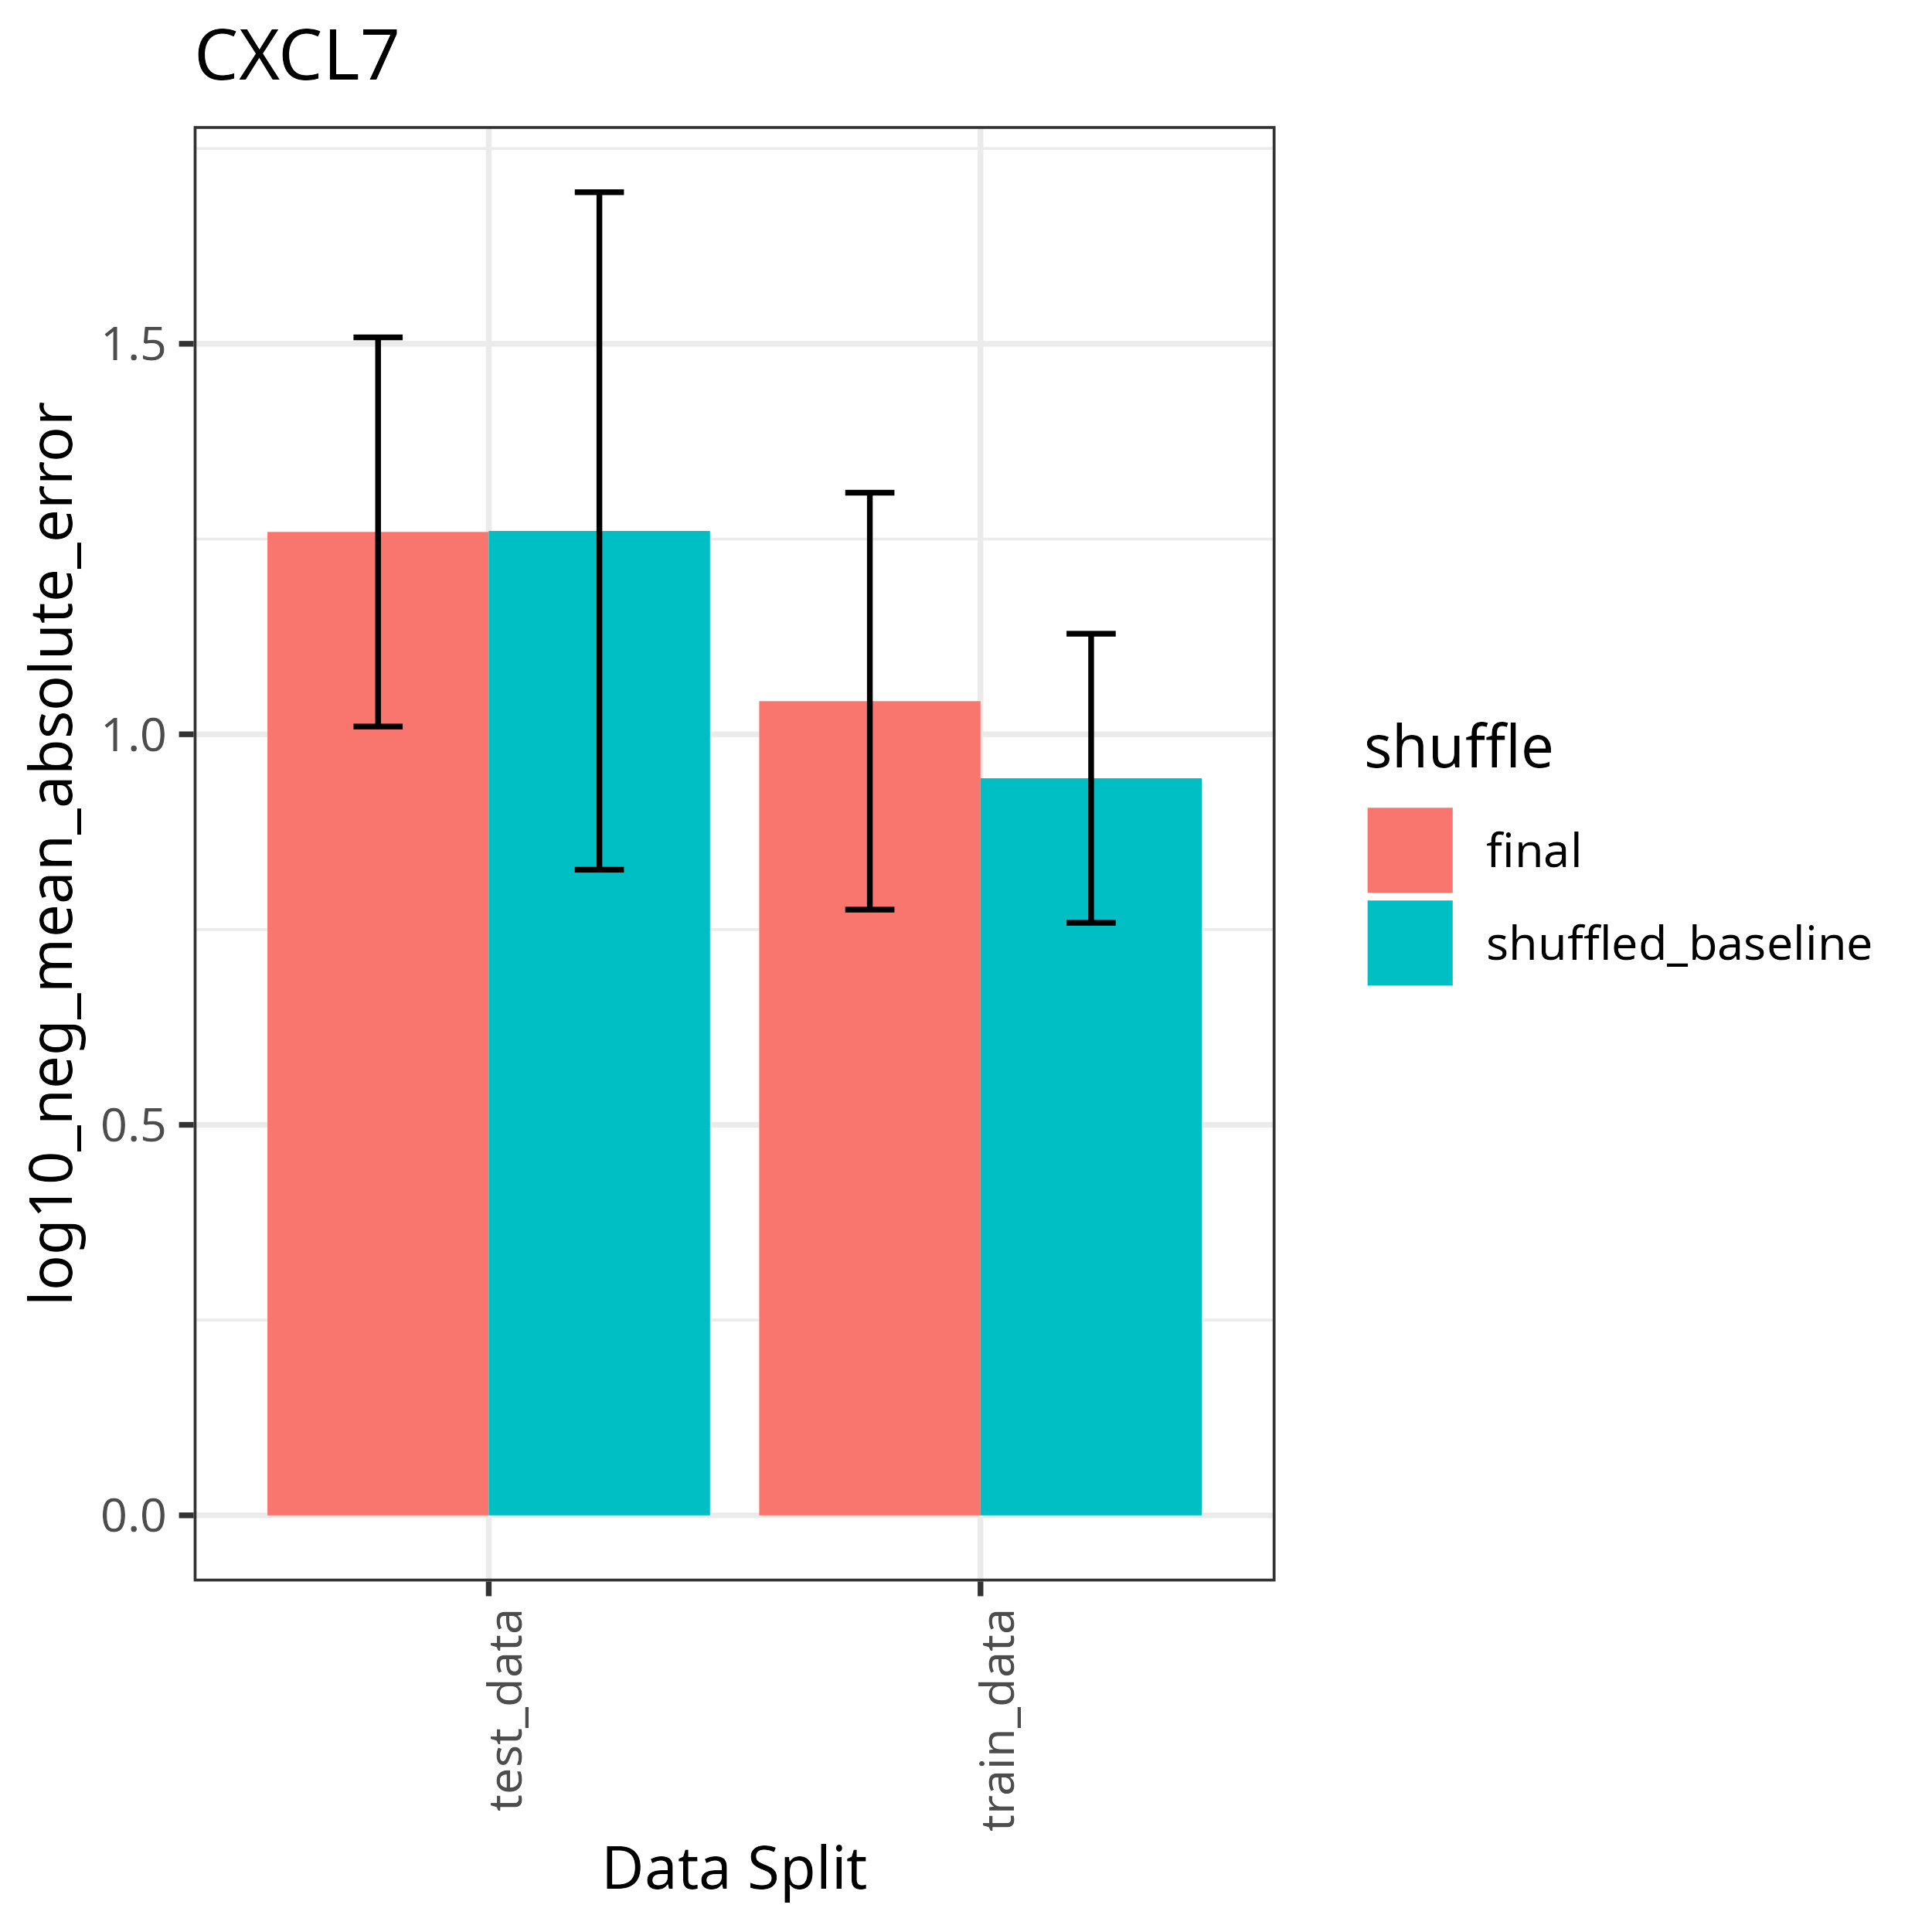 CXCL7
log10_neg_mean_absolute_error
1.5
1.0
0.5
0.0
test_data
train_data
Data Split
shuffle
final
shuffled_baseline